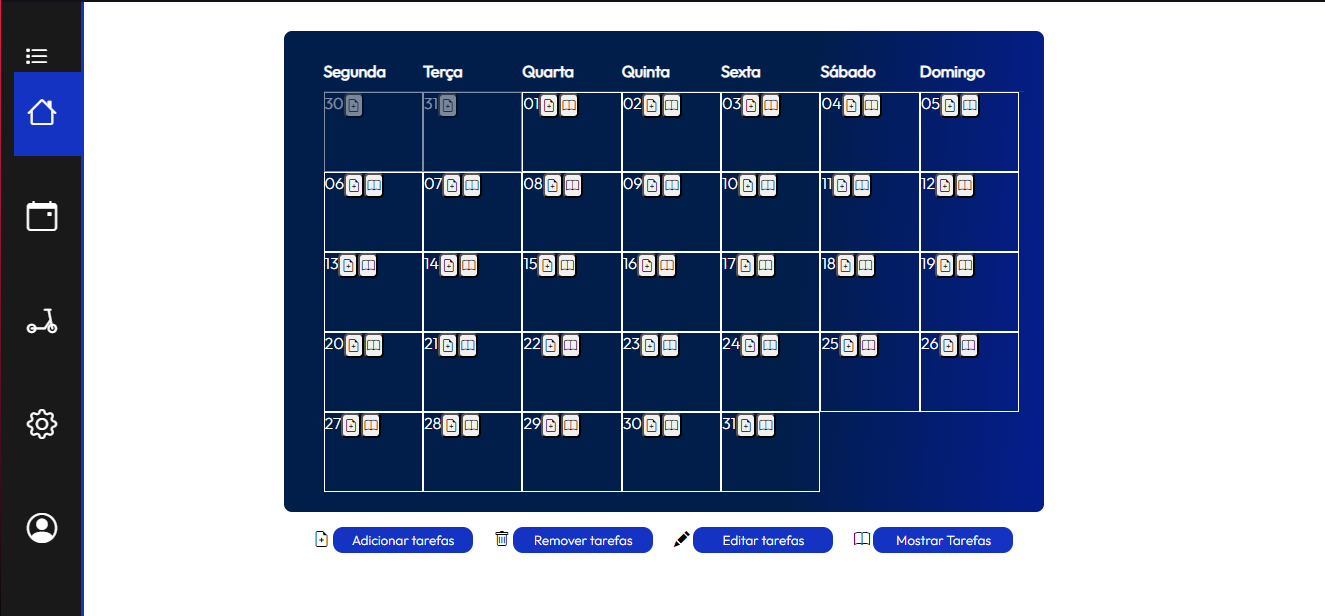 Segunda Terça Quarta Quinta Sexta Sábado Domingo
30 31 01 02 03 04 05
06 07 08 09 10 11 12
13 14 15 16 17 18 19
20 21 22 23 24 25 26
27 28 29 30 31
Adicionar tarefas Remover tarefas Editar tarefas Mostrar Tarefas